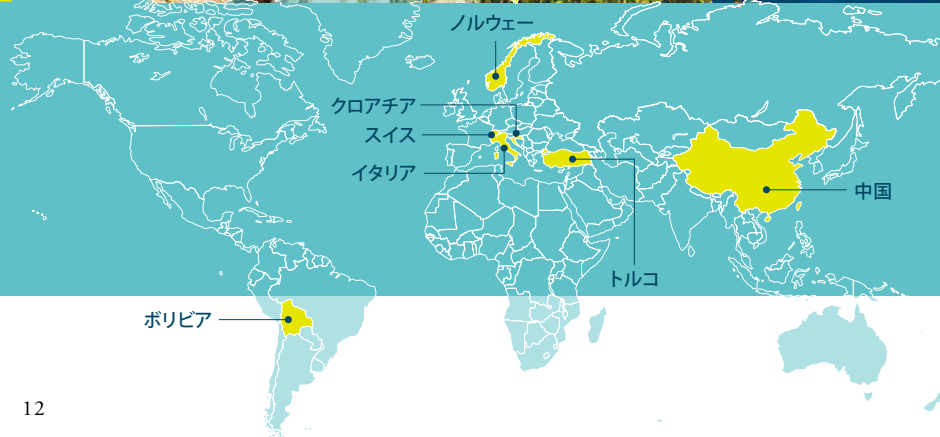 ノルウェー
クロアチア
スイス
イタリア
中国
トルコ
ボリビア
12